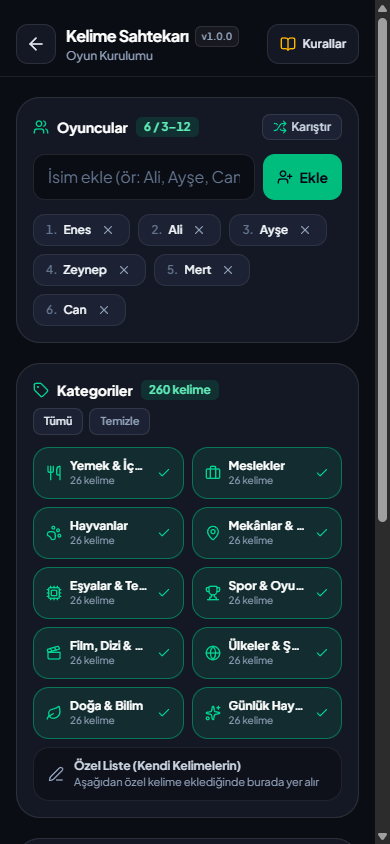 Kelime Sahtekarı v1.0.0
Oyun Kurulumu
Kurallar
Oyuncular 6 / 3–12
Karıştır
İsim ekle (ör: Ali, Ayşe, Can
Ekle
1. Enes
2. Ali
3. Ayşe
4. Zeynep
5. Mert
6. Can
Kategoriler 260 kelime
Tümü
Temizle
Yemek & İç...
26 kelime
Meslekler
26 kelime
Hayvanlar
26 kelime
Mekânlar & ...
26 kelime
Eşyalar & Te...
26 kelime
Spor & Oyu...
26 kelime
Film, Dizi & ...
26 kelime
Ülkeler & Ş...
26 kelime
Doğa & Bilim
26 kelime
Günlük Hay...
26 kelime
Özel Liste (Kendi Kelimelerin)
Aşağıdan özel kelime eklediğinde burada yer alır